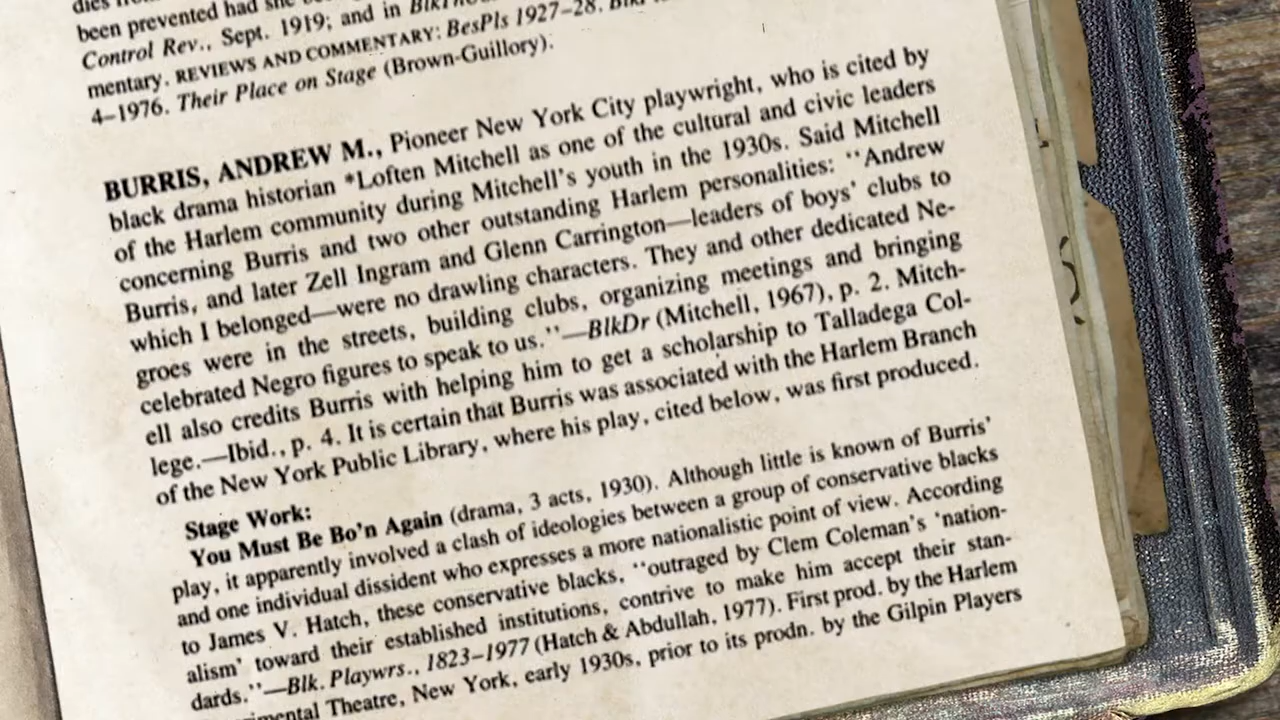 been prevented had she
Control Rev., Sept. 1919; and in
mentary. REVIEWS AND COMMENTARY: BesPls 1927–28.
4–1976. Their Place on Stage (Brown-Guillory).
BURRIS, ANDREW M., Pioneer New York City playwright, who is cited by
black drama historian *Loften Mitchell as one of the cultural and civic leaders
of the Harlem community during Mitchell's youth in the 1930s. Said Mitchell
concerning Burris and two other outstanding Harlem personalities: "Andrew
Burris, and later Zell Ingram and Glenn Carrington—leaders of boys' clubs to
which I belonged—were no drawling characters. They and other dedicated Ne-
groes were in the streets, building clubs, organizing meetings and bringing
celebrated Negro figures to speak to us."—BlkDr (Mitchell, 1967), p. 2. Mitch-
ell also credits Burris with helping him to get a scholarship to Talladega Col-
lege.—Ibid., p. 4. It is certain that Burris was associated with the Harlem Branch
of the New York Public Library, where his play, cited below, was first produced.
Stage Work:
You Must Be Bo'n Again (drama, 3 acts, 1930). Although little is known of Burris'
play, it apparently involved a clash of ideologies between a group of conservative blacks
and one individual dissident who expresses a more nationalistic point of view. According
to James V. Hatch, these conservative blacks, "outraged by Clem Coleman's 'nation-
alism' toward their established institutions, contrive to make him accept their stan-
dards."—Blk. Playwrs., 1823–1977 (Hatch & Abdullah, 1977). First prod. by the Harlem
Theatre, New York, early 1930s, prior to its prodn. by the Gilpin Players